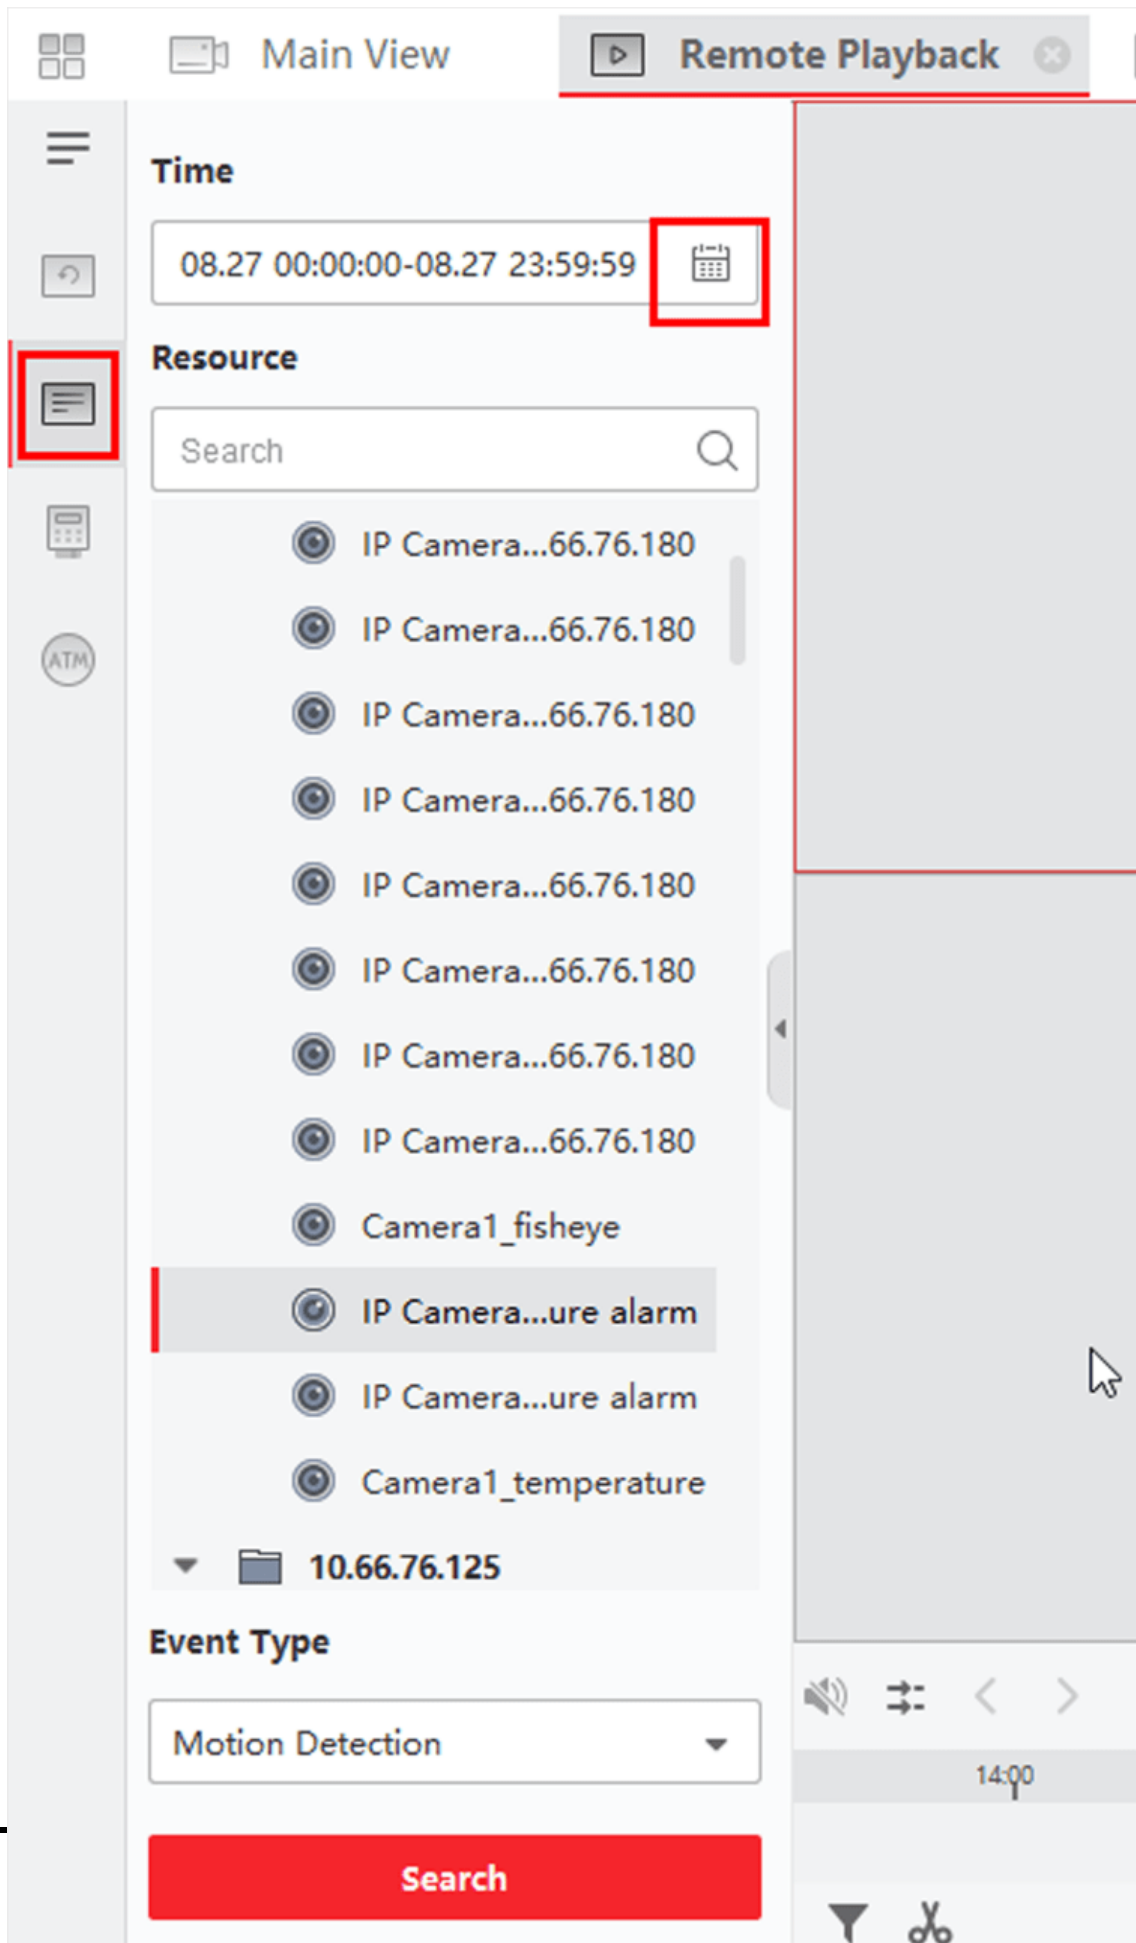 Main View
Remote Playback
Time
08.27 00:00:00-08.27 23:59:59
Resource
Search
ATM
IP Camera...66.76.180
IP Camera...66.76.180
IP Camera...66.76.180
IP Camera...66.76.180
IP Camera...66.76.180
IP Camera...66.76.180
IP Camera...66.76.180
IP Camera...66.76.180
Camera1_fisheye
IP Camera...ure alarm
IP Camera...ure alarm
Camera1_temperature
10.66.76.125
Event Type
Motion Detection
14:00
Search